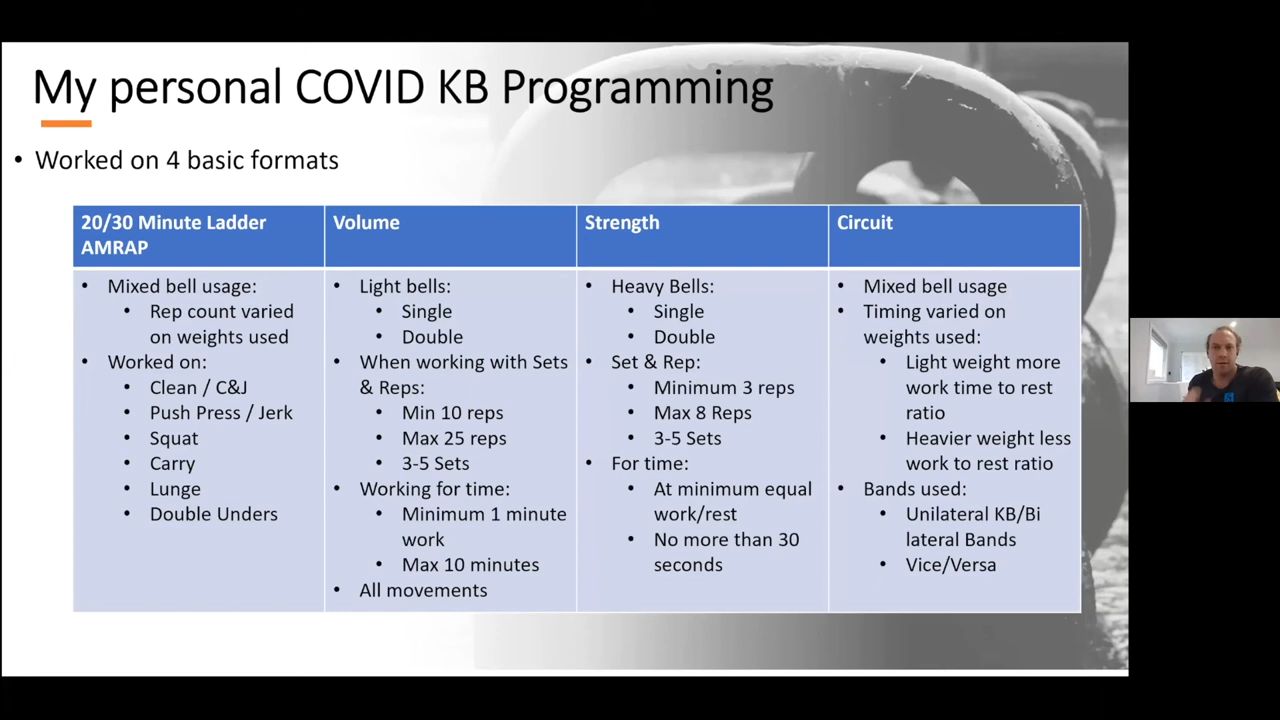 My personal COVID KB Programming
• Worked on 4 basic formats
20/30 Minute Ladder
AMRAP
• Mixed bell usage:
• Rep count varied
on weights used
• Worked on:
• Clean / C&J
• Push Press / Jerk
• Squat
• Carry
• Lunge
• Double Unders
Volume
• Light bells:
• Single
• Double
• When working with Sets
& Reps:
• Min 10 reps
• Max 25 reps
• 3-5 Sets
• Working for time:
• Minimum 1 minute
work
• Max 10 minutes
• All movements
Strength
• Heavy Bells:
• Single
• Double
• Set & Rep:
• Minimum 3 reps
• Max 8 Reps
• 3-5 Sets
• For time:
• At minimum equal
work/rest
• No more than 30
seconds
Circuit
• Mixed bell usage
• Timing varied on
weights used:
• Light weight more
work time to rest
ratio
• Heavier weight less
work to rest ratio
• Bands used:
• Unilateral KB/Bi
lateral Bands
• Vice/Versa